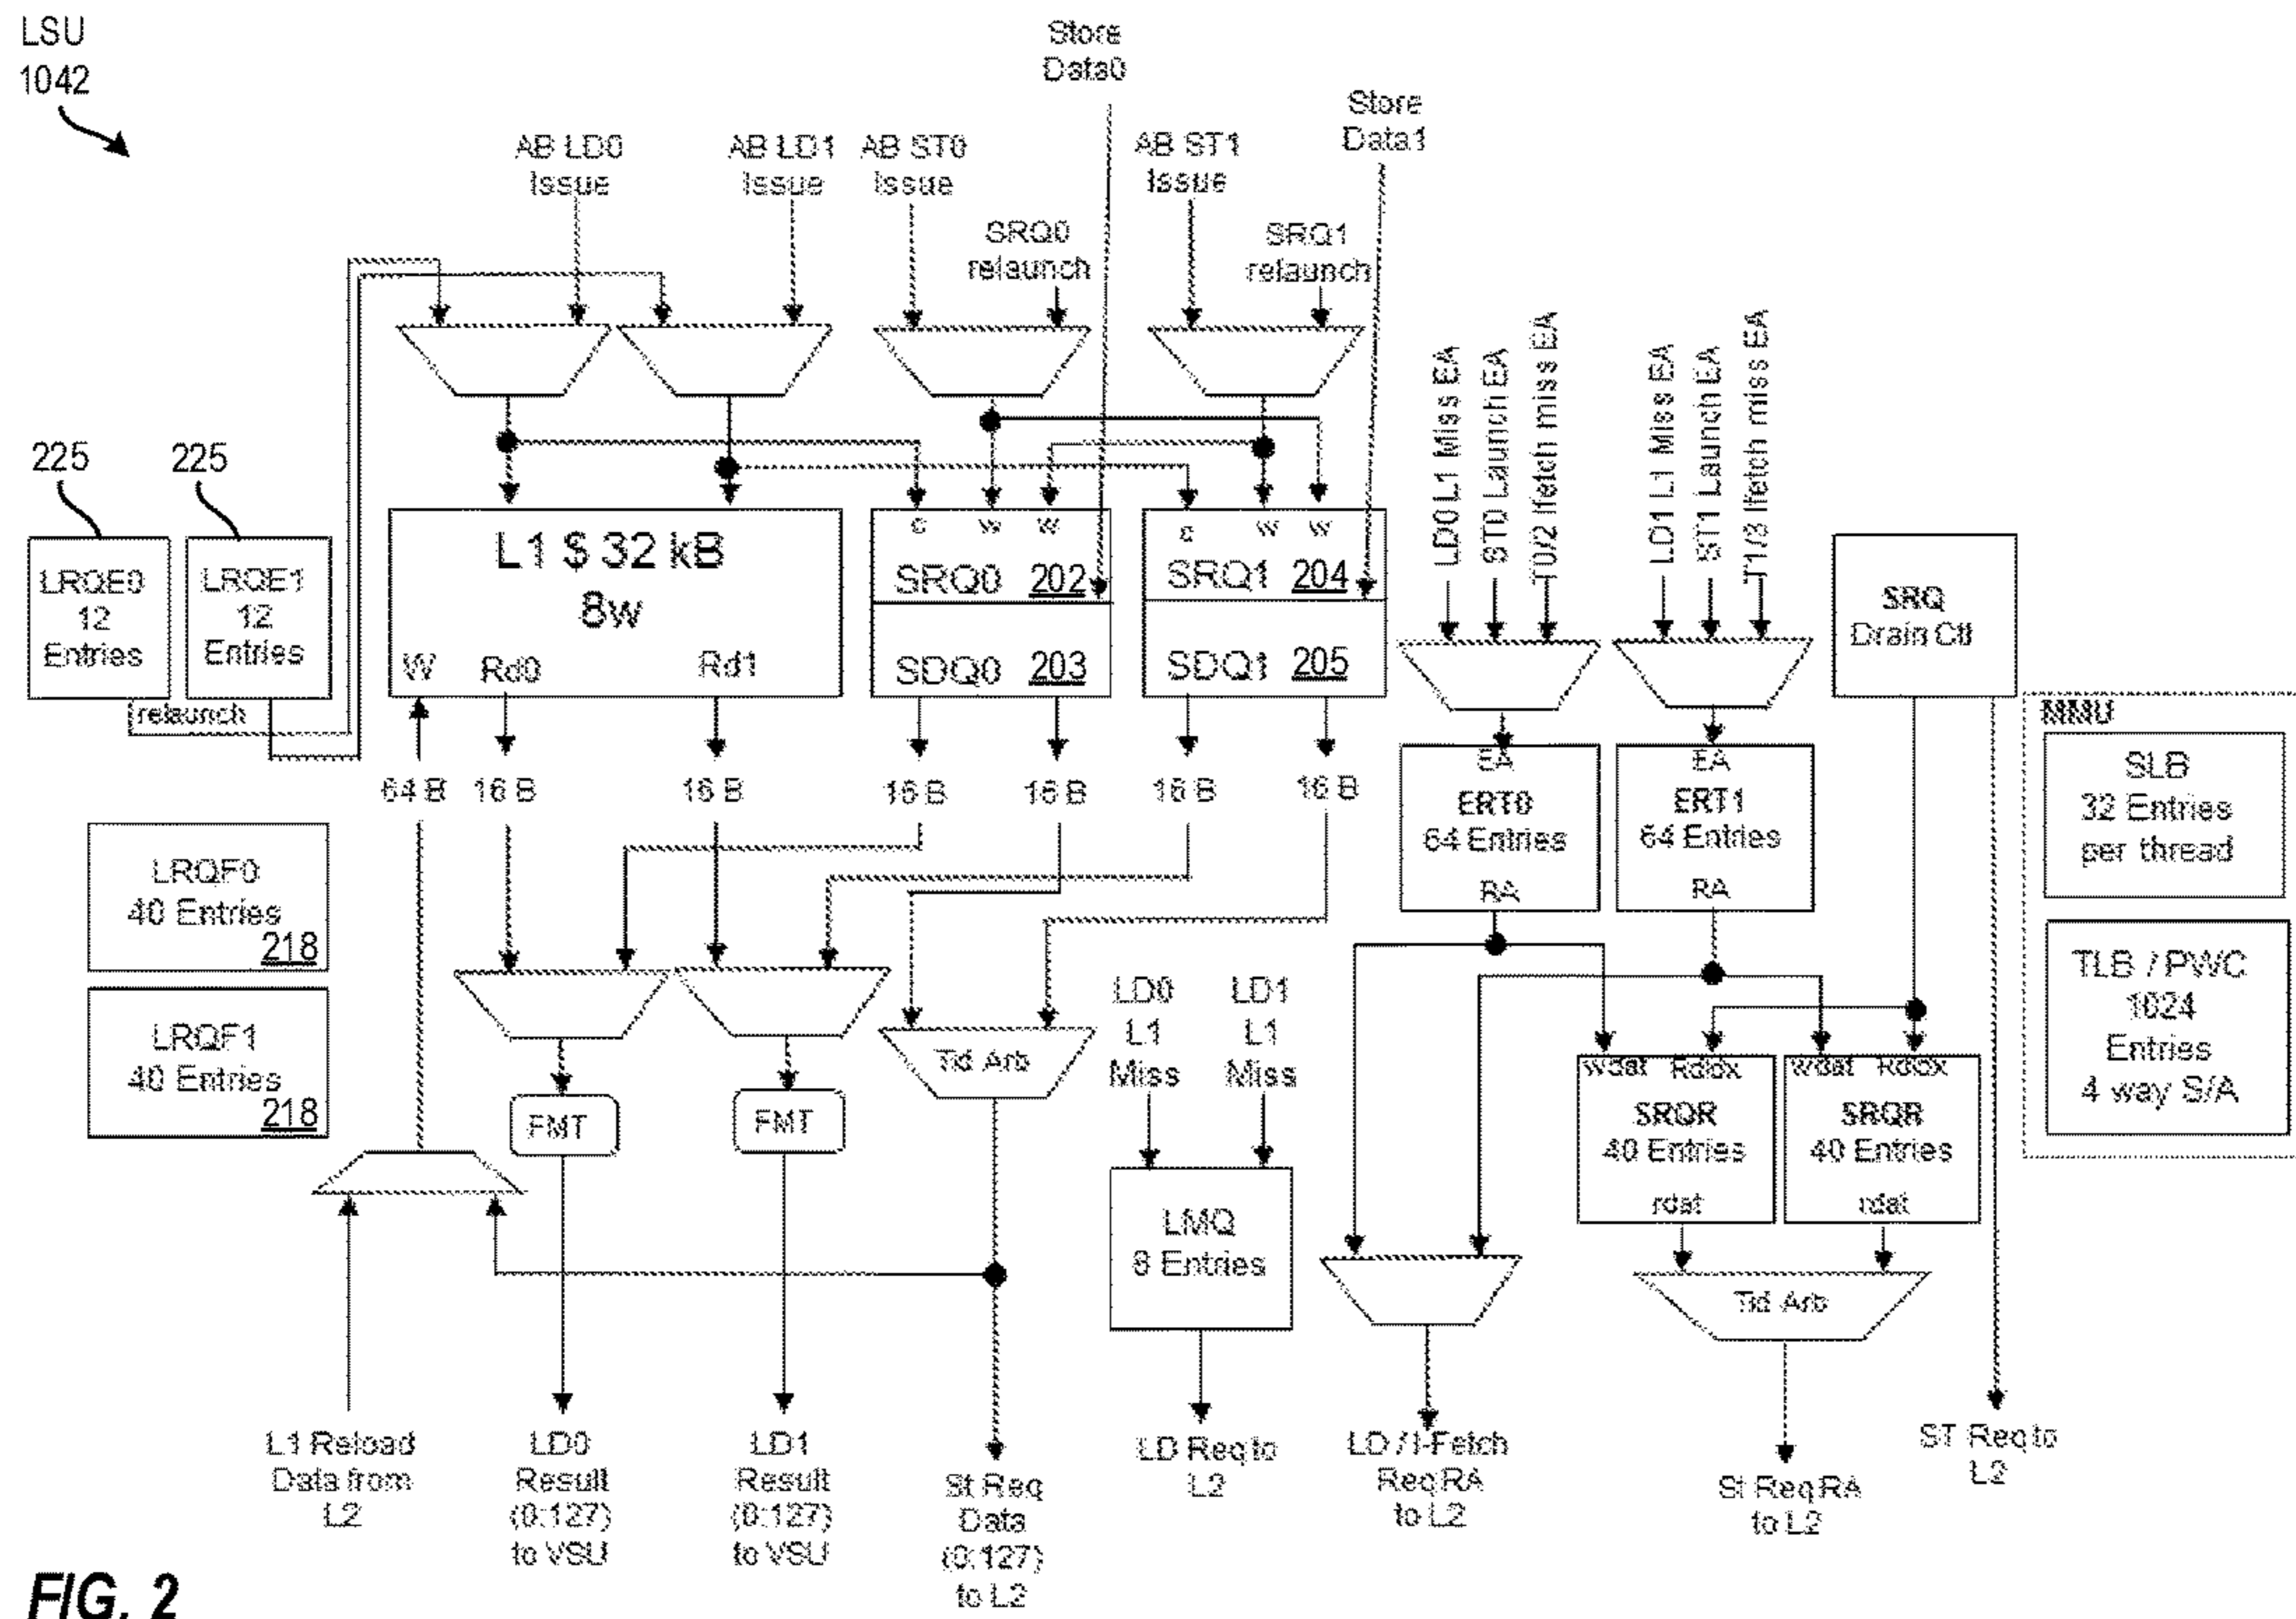 LSU
1042
Store
Data0
Store
Data1
AB LD0
Issue
AB LD1
Issue
AB ST0
Issue
AB ST1
Issue
SRQ0
relaunch
SRQ1
relaunch
LD0 L1 Miss EA
ST0 Launch EA
T0/2 Ifetch miss EA
LD1 L1 Miss EA
ST1 Launch EA
T1/3 Ifetch miss EA
225
225
LRQE0
12
Entries
LRQE1
12
Entries
relaunch
L1 $ 32 kB
8w
W
Rd0
Rd1
c
w
w
SRQ0 202
SDQ0 203
c
w
w
SRQ1 204
SDQ1 205
SRQ
Drain Ctl
MMU
SLB
32 Entries
per thread
TLB / PWC
1024
Entries
4 way S/A
64 B
16 B
16 B
16 B
16 B
16 B
16 B
EA
ERT0
64 Entries
RA
EA
ERT1
64 Entries
RA
LRQF0
40 Entries
218
LRQF1
40 Entries
218
FMT
FMT
Tid Arb
LD0
L1
Miss
LD1
L1
Miss
LMQ
8 Entries
wdat
Rdidx
SRQR
40 Entries
rdat
wdat
Rdidx
SRQR
40 Entries
rdat
Tid Arb
L1 Reload
Data from
L2
LD0
Result
(0:127)
to VSU
LD1
Result
(0:127)
to VSU
St Req
Data
(0:127)
to L2
LD Req to
L2
LD / I-Fetch
Req RA
to L2
St Req RA
to L2
ST Req to
L2
FIG. 2